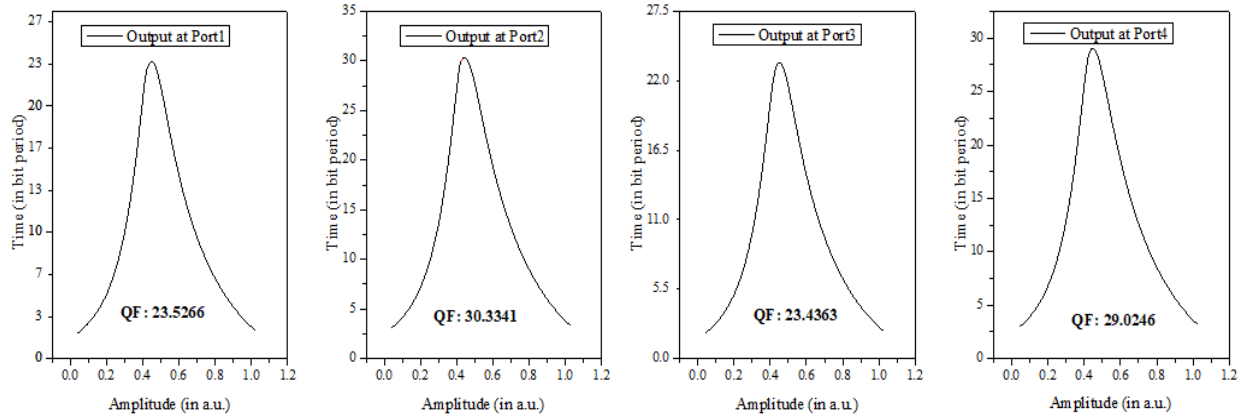 Output at Port1
Time (in bit period)
27
23
20
17
13
10
7
3
0
QF: 23.5266
0.0 0.2 0.4 0.6 0.8 1.0 1.2
Amplitude (in a.u.)
Output at Port2
Time (in bit period)
35
30
25
20
15
10
5
0
QF: 30.3341
0.0 0.2 0.4 0.6 0.8 1.0 1.2
Amplitude (in a.u.)
Output at Port3
Time (in bit period)
27.5
22.0
16.5
11.0
5.5
0.0
QF: 23.4363
0.0 0.2 0.4 0.6 0.8 1.0 1.2
Amplitude (in a.u.)
Output at Port4
Time (in bit period)
30
25
20
15
10
5
0
QF: 29.0246
0.0 0.2 0.4 0.6 0.8 1.0 1.2
Amplitude (in a.u.)